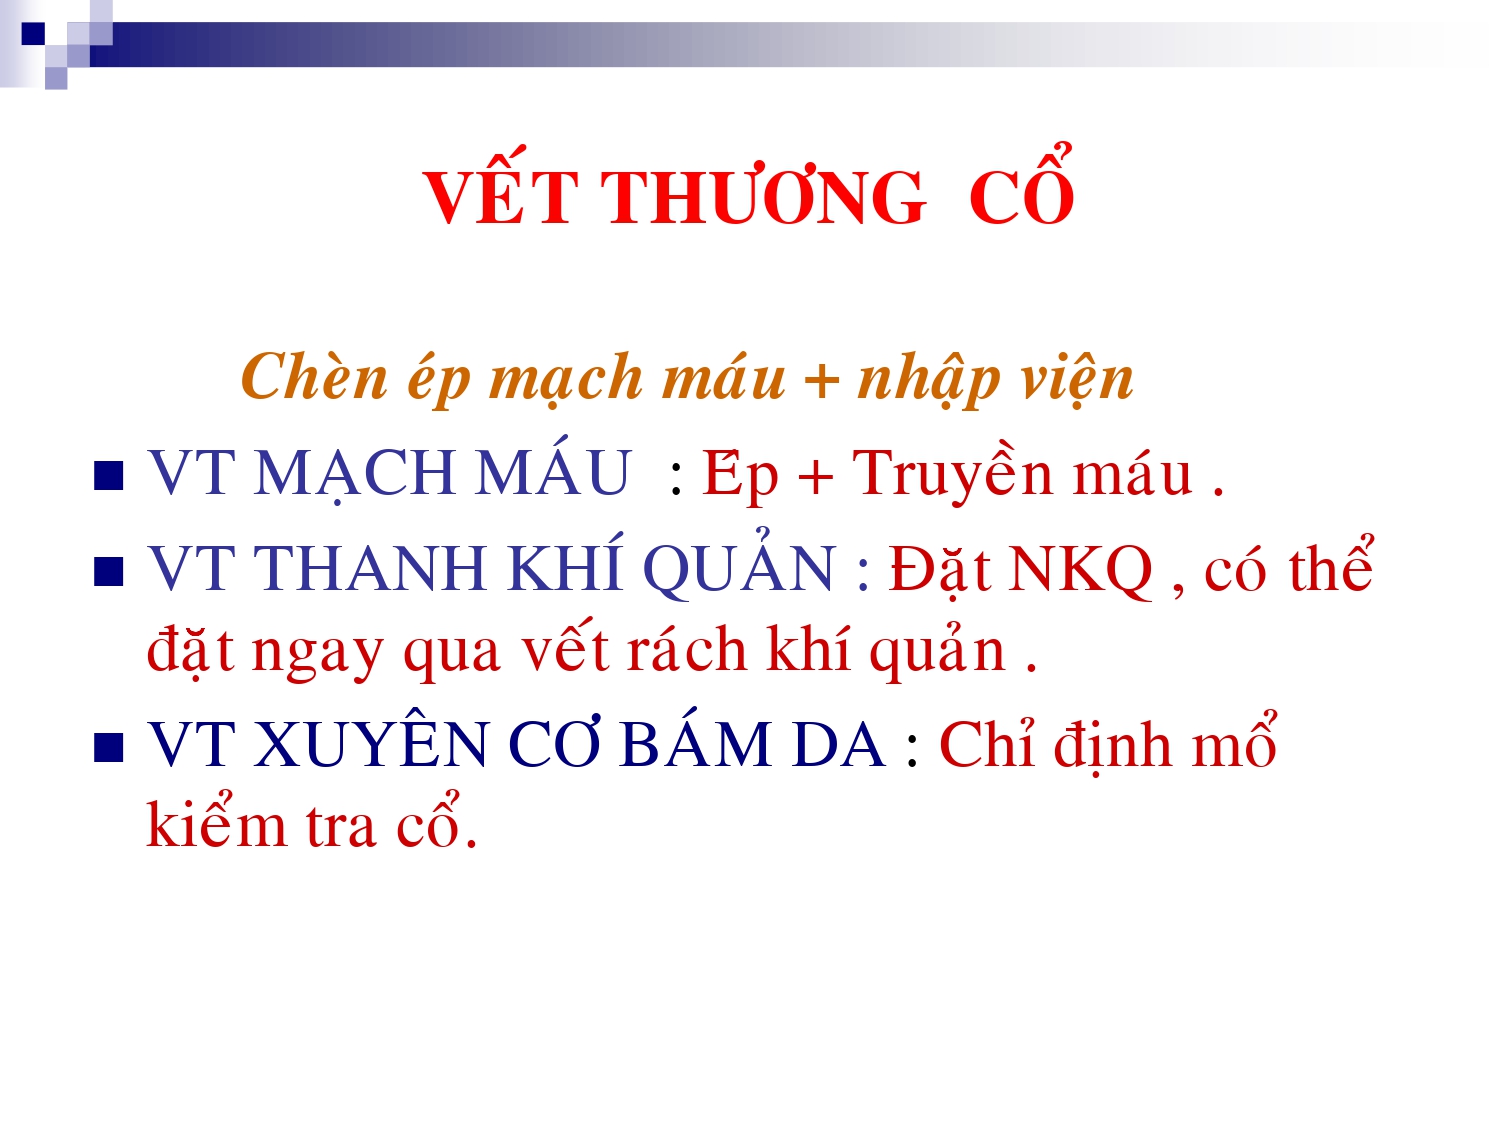 VẾT THƯƠNG CỔ
Chèn ép mạch máu + nhập viện
VT MẠCH MÁU : Ép + Truyền máu .
VT THANH KHÍ QUẢN : Đặt NKQ , có thể
đặt ngay qua vết rách khí quản .
VT XUYÊN CƠ BÁM DA : Chỉ định mổ
kiểm tra cổ.